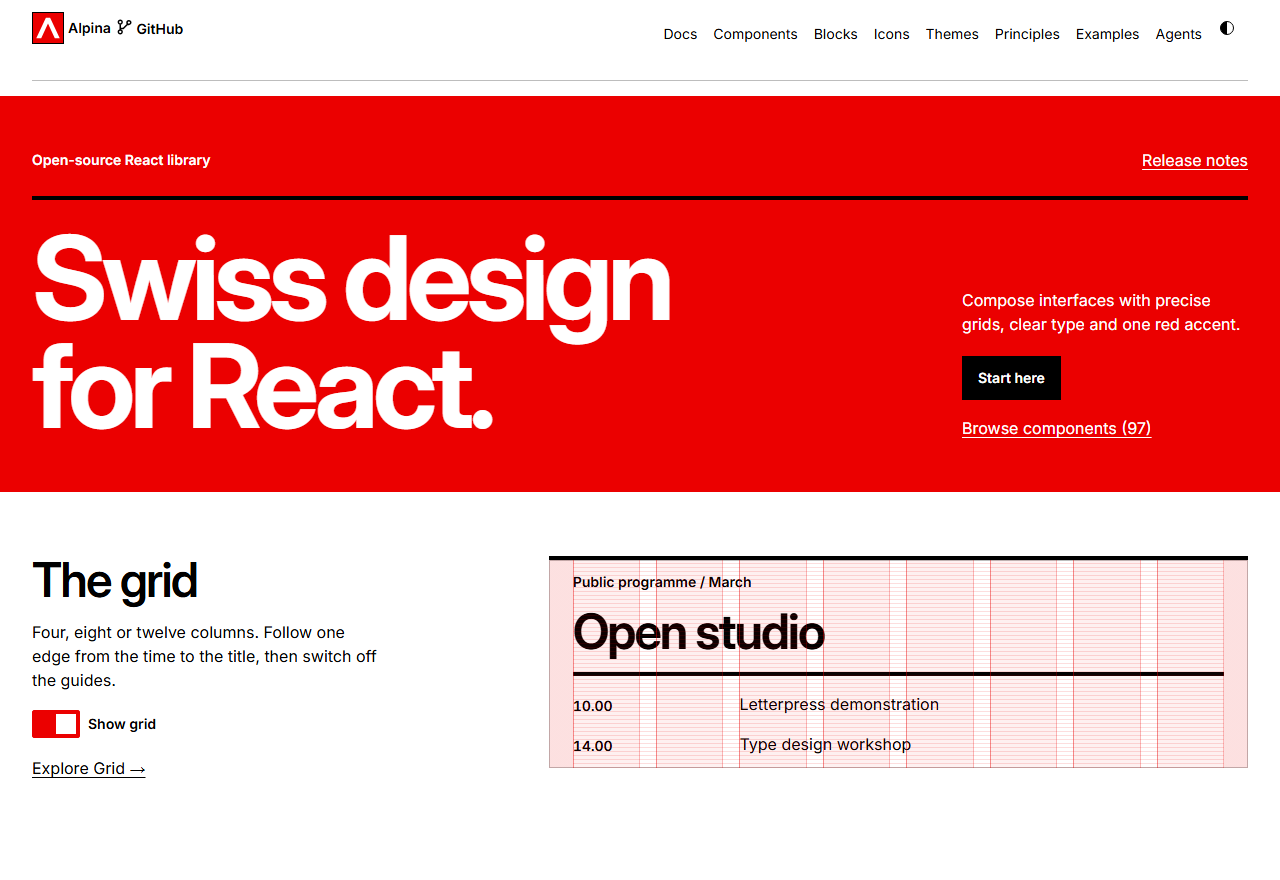 Alpina GitHub
Docs Components Blocks Icons Themes Principles Examples Agents
Open-source React library
Release notes
Swiss design
for React.
Compose interfaces with precise
grids, clear type and one red accent.
Start here
Browse components (97)
The grid
Four, eight or twelve columns. Follow one
edge from the time to the title, then switch off
the guides.
Show grid
Explore Grid →
Public programme / March
Open studio
10.00 Letterpress demonstration
14.00 Type design workshop